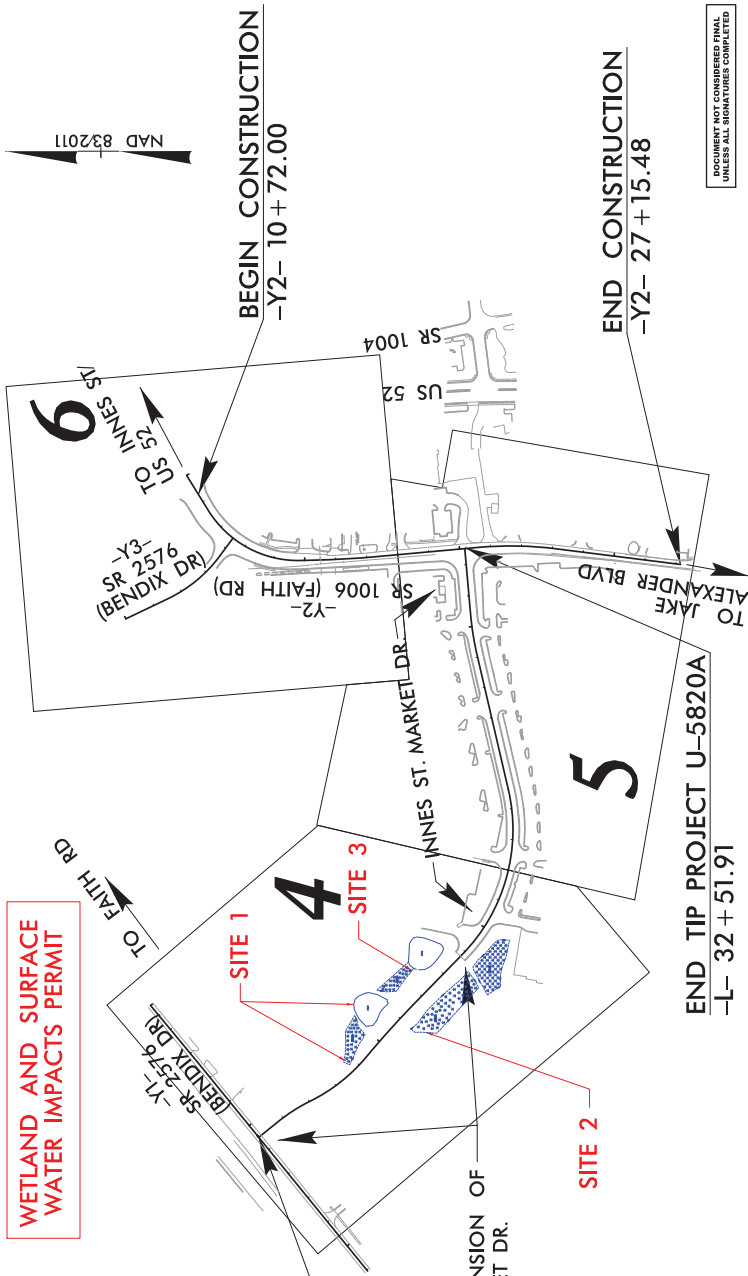 WETLAND AND SURFACE
WATER IMPACTS PERMIT
NAD 83/2011
BEGIN CONSTRUCTION
-Y2- 10 + 72.00
6
TO INNES ST/
US 52
-Y3-
SR 2576
(BENDIX DR)
-Y2-
SR 1006 (FAITH RD)
US 52
SR 1004
TO FAITH RD
4
SITE 1
SITE 3
-Y1-
SR 2576
(BENDIX DR)
INNES ST. MARKET DR.
5
SITE 2
NSION OF
ET DR.
TO
JAKE
ALEXANDER BLVD
END TIP PROJECT U-5820A
-L- 32 + 51.91
END CONSTRUCTION
-Y2- 27 + 15.48
DOCUMENT NOT CONSIDERED FINAL
UNLESS ALL SIGNATURES COMPLETED